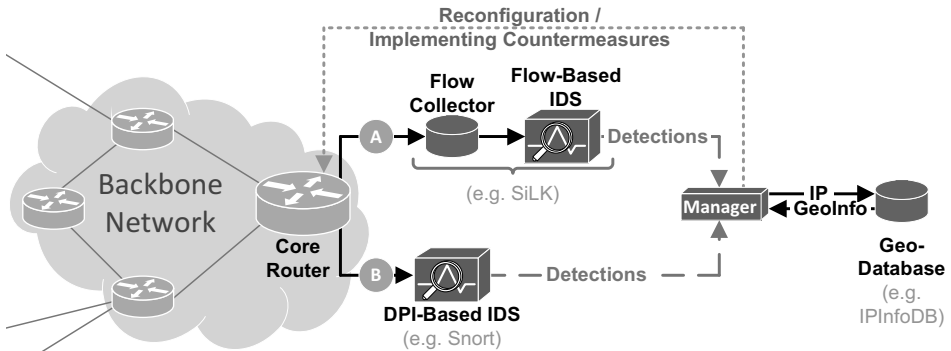 Reconfiguration /
Implementing Countermeasures
Flow
Collector
Flow-Based
IDS
A
Detections
(e.g. SiLK)
Backbone
Network
Core
Router
Manager
IP
GeoInfo
Geo-
Database
(e.g.
IPInfoDB)
B
Detections
DPI-Based IDS
(e.g. Snort)